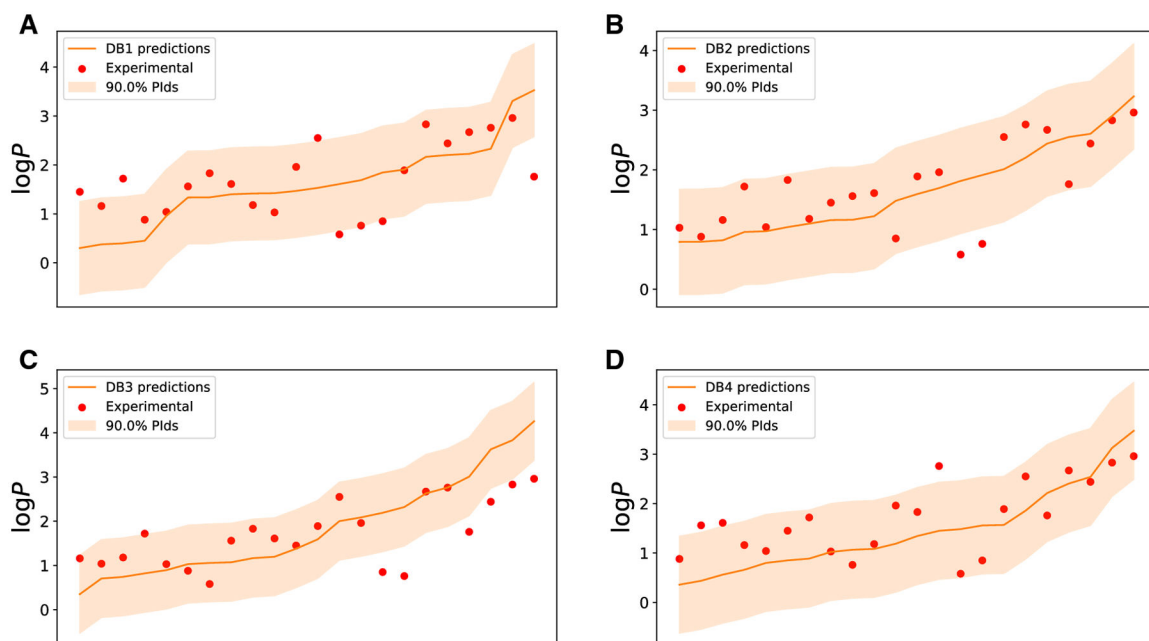 A
DB1 predictions
Experimental
90.0% PIds
logP
4
3
2
1
0
B
DB2 predictions
Experimental
90.0% PIds
logP
4
3
2
1
0
C
DB3 predictions
Experimental
90.0% PIds
logP
5
4
3
2
1
0
D
DB4 predictions
Experimental
90.0% PIds
logP
4
3
2
1
0